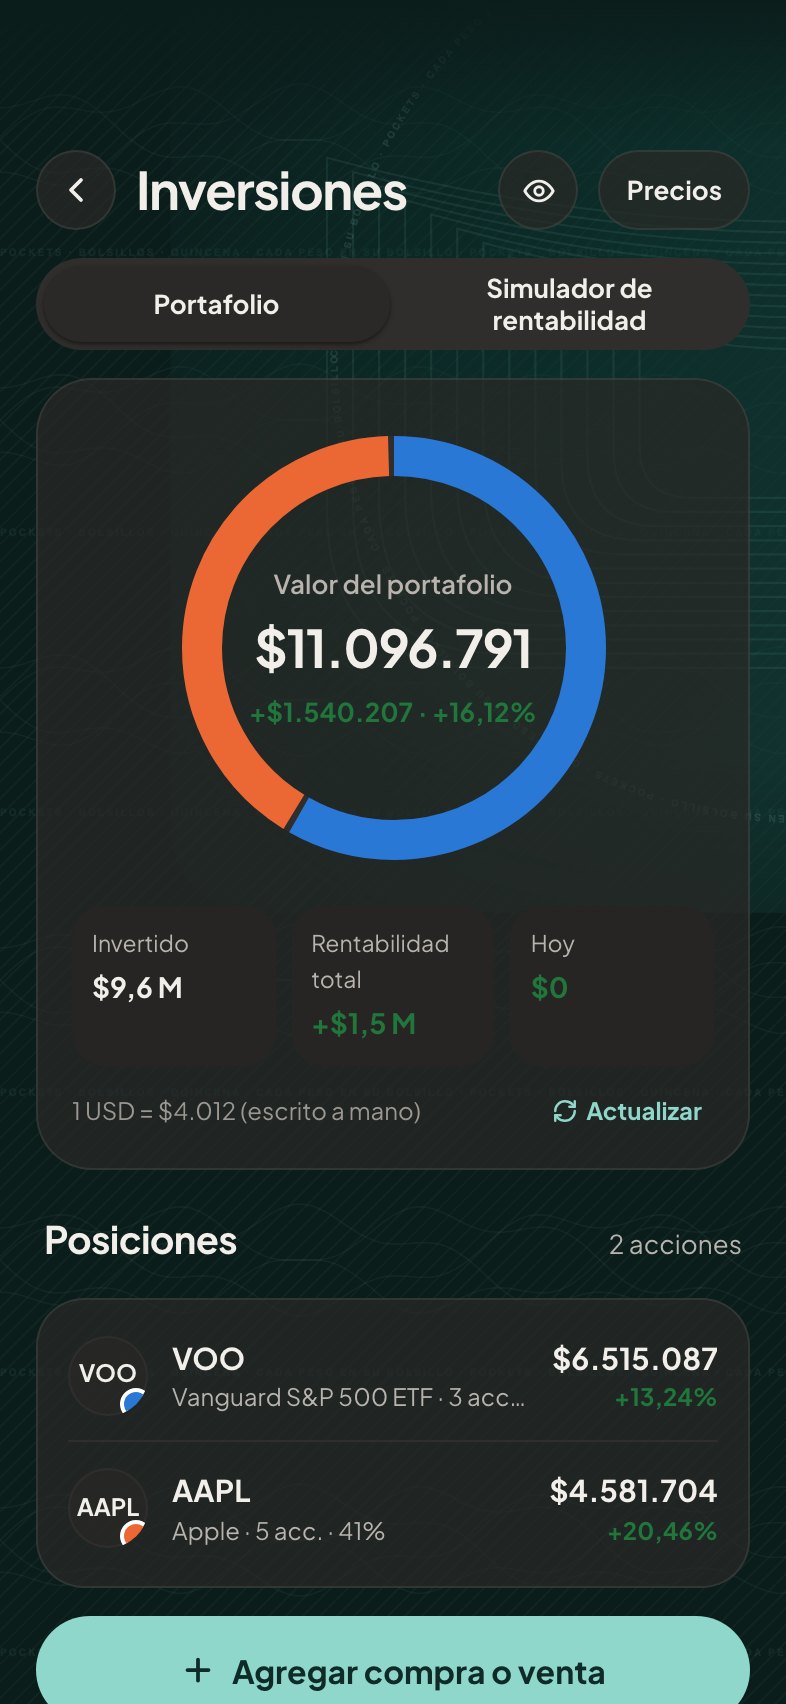 Inversiones
Precios
Portafolio
Simulador de
rentabilidad
Valor del portafolio
$11.096.791
+$1.540.207 · +16,12%
Invertido
$9,6 M
Rentabilidad
total
+$1,5 M
Hoy
$0
1 USD = $4.012 (escrito a mano)
Actualizar
Posiciones
2 acciones
VOO
VOO
$6.515.087
Vanguard S&P 500 ETF · 3 acc...
+13,24%
AAPL
AAPL
$4.581.704
Apple · 5 acc. · 41%
+20,46%
+ Agregar compra o venta